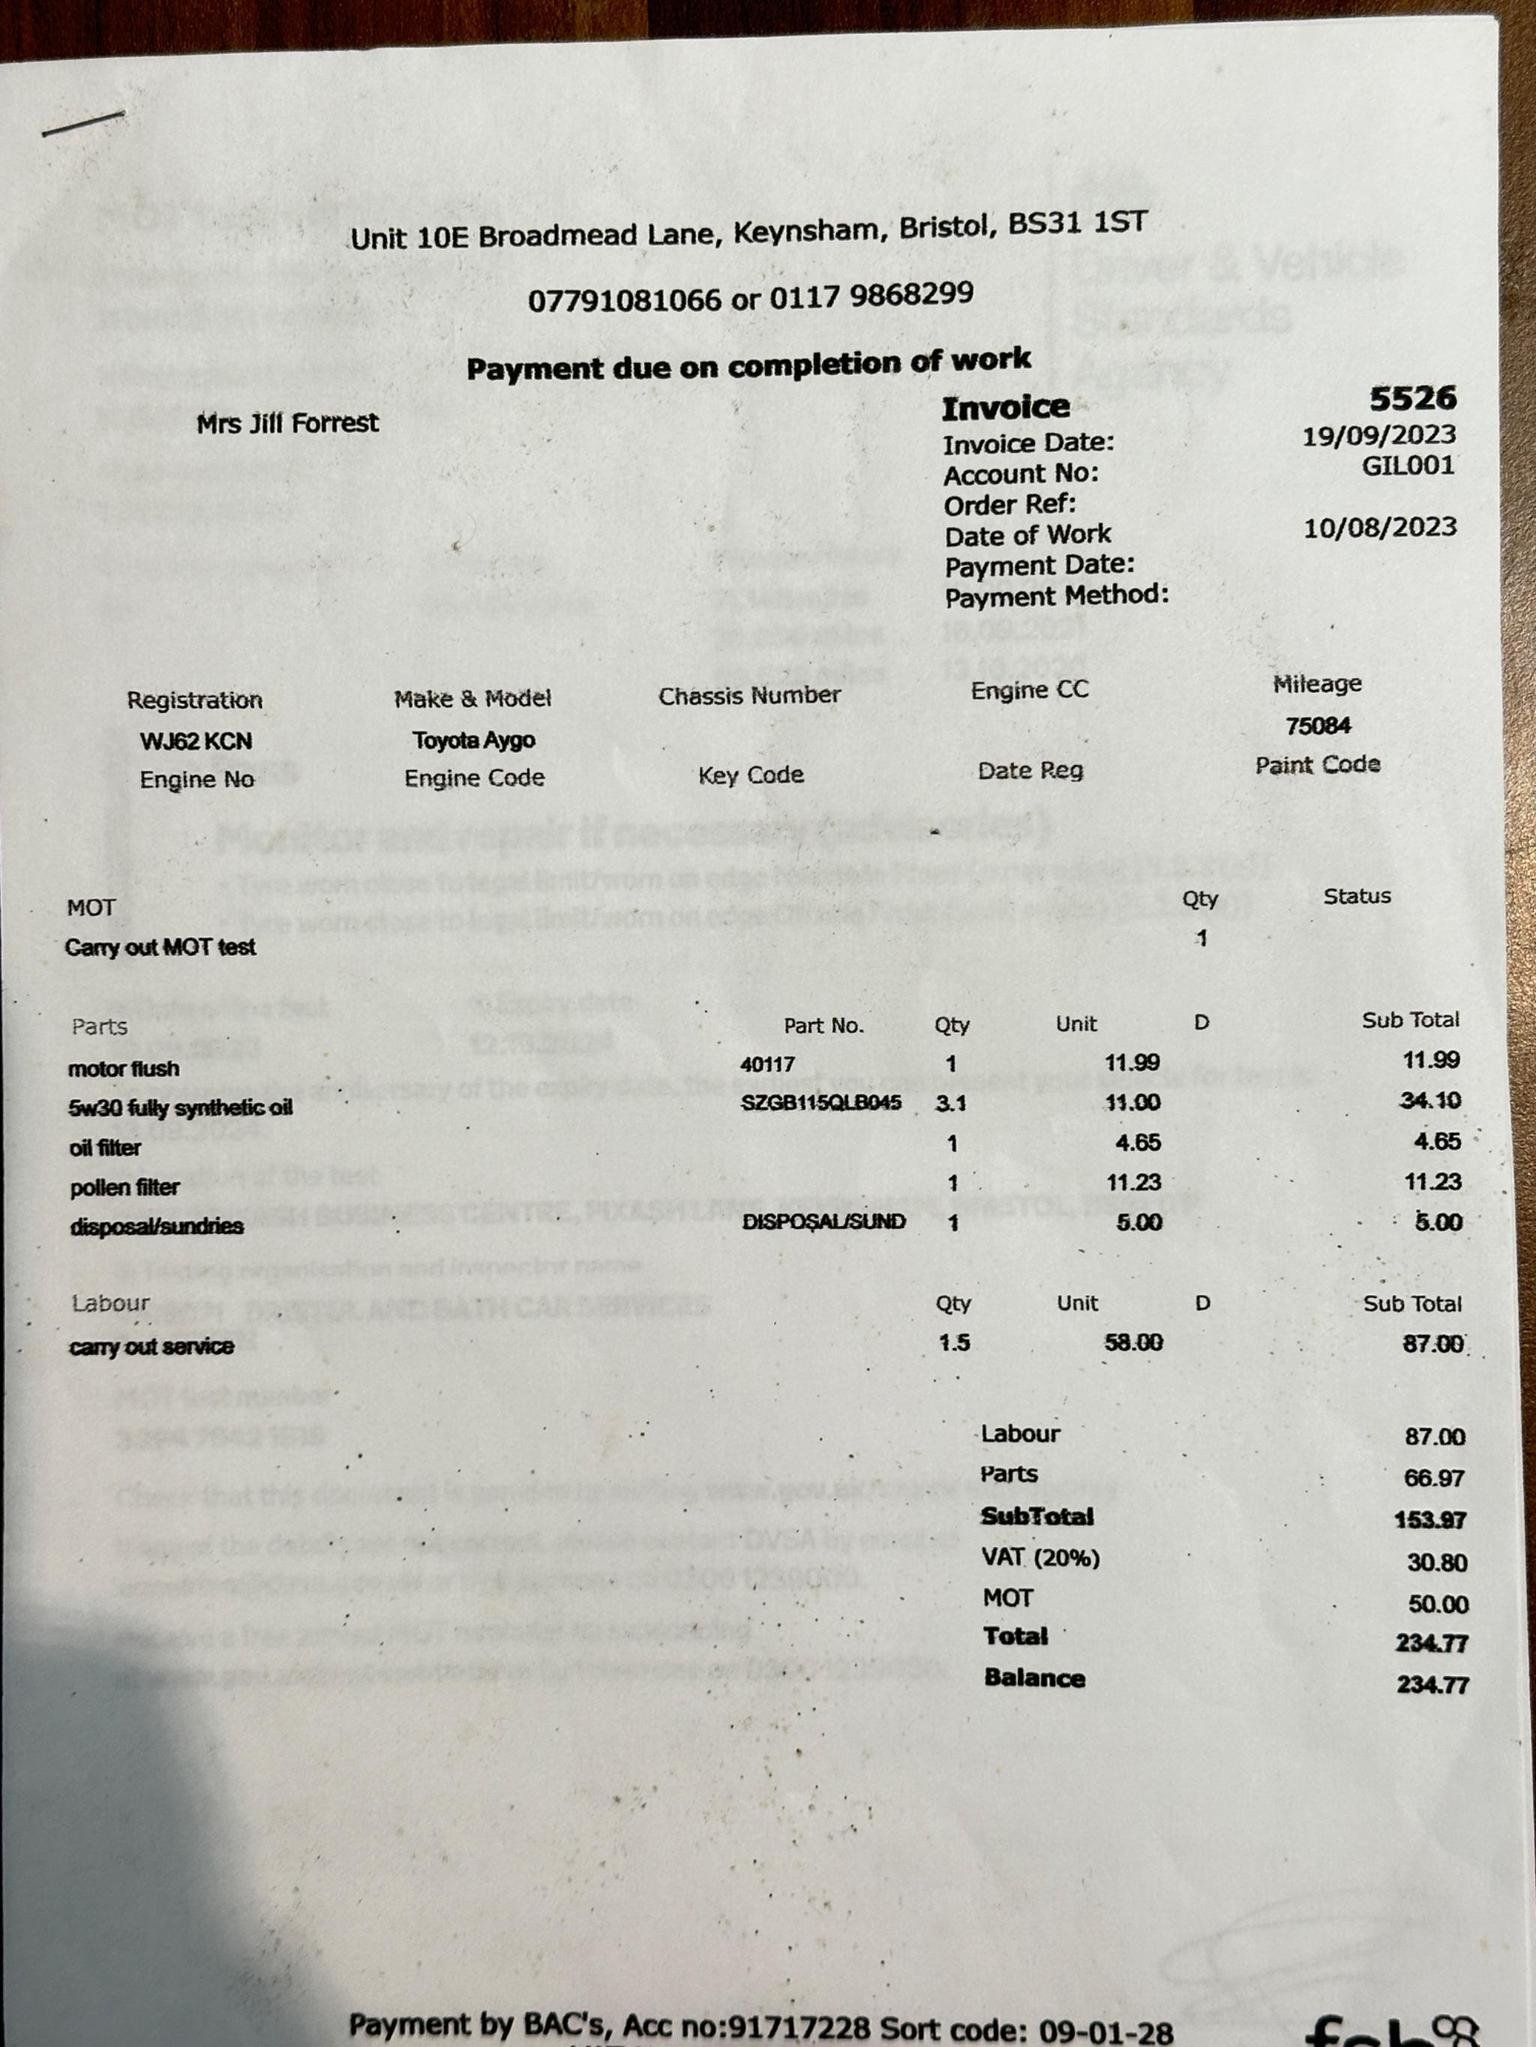 Unit 10E Broadmead Lane, Keynsham, Bristol, BS31 1ST
07791081066 or 0117 9868299
Payment due on completion of work
Mrs Jill Forrest
Invoice 5526
Invoice Date: 19/09/2023
Account No: GIL001
Order Ref:
Date of Work 10/08/2023
Payment Date:
Payment Method:
Registration Make & Model Chassis Number Engine CC Mileage
WJ62 KCN Toyota Aygo 75084
Engine No Engine Code Key Code Date Reg Paint Code
MOT Qty Status
Carry out MOT test 1
Parts Part No. Qty Unit D Sub Total
motor flush 40117 1 11.99 11.99
5w30 fully synthetic oil SZGB115QLB045 3.1 11.00 34.10
oil filter 1 4.65 4.65
pollen filter 1 11.23 11.23
disposal/sundries DISPOSAL/SUND 1 5.00 5.00
Labour Qty Unit D Sub Total
carry out service 1.5 58.00 87.00
Labour 87.00
Parts 66.97
SubTotal 153.97
VAT (20%) 30.80
MOT 50.00
Total 234.77
Balance 234.77
Payment by BAC's, Acc no:91717228 Sort code: 09-01-28
fsb